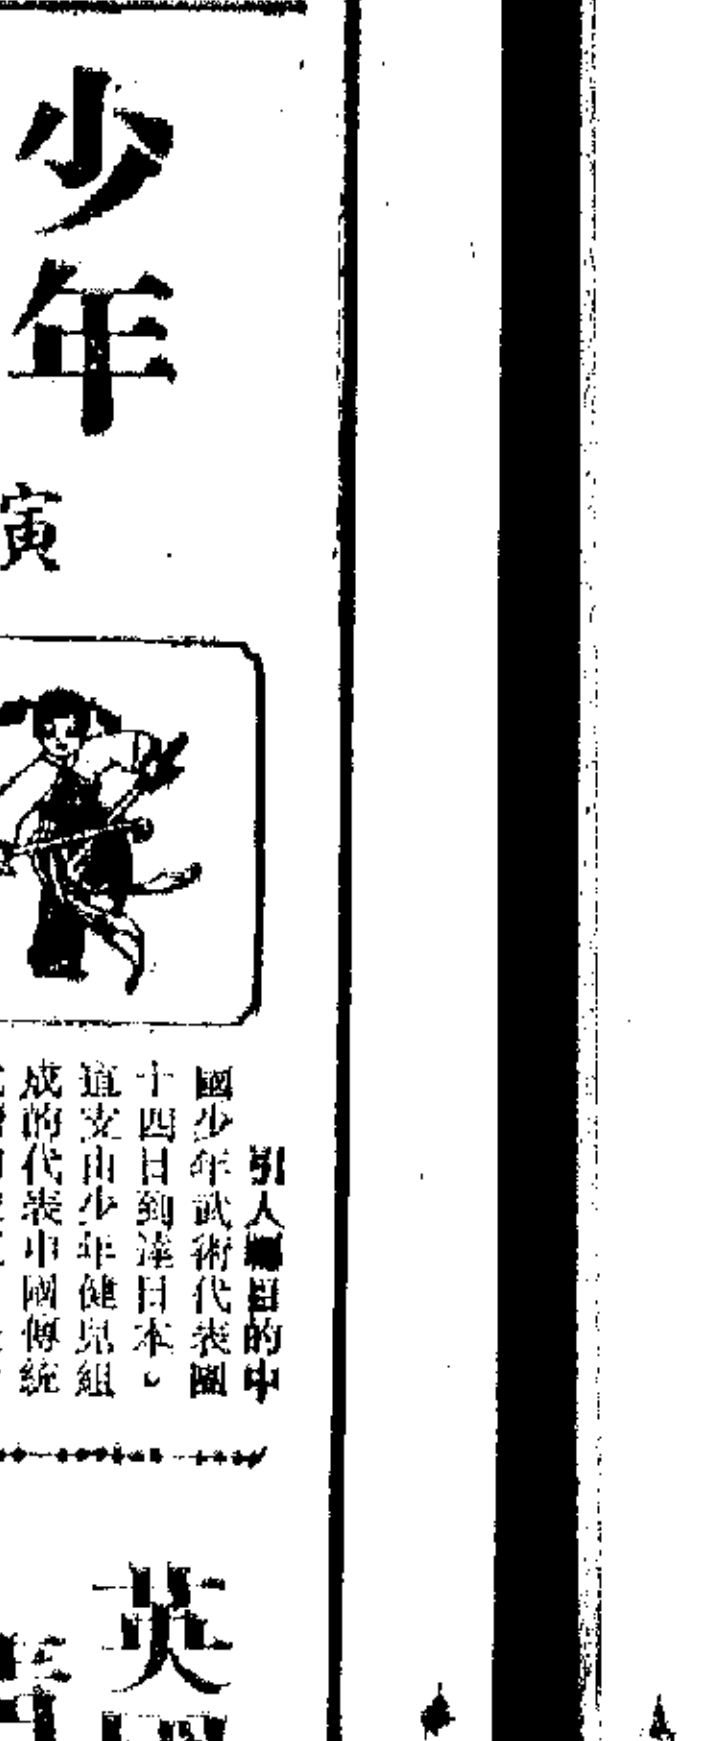 少年
寅
引人矚目的中
國少年武術代表團
十四日到達日本，
這支由少年健兒組
成的代表中國傳統
英